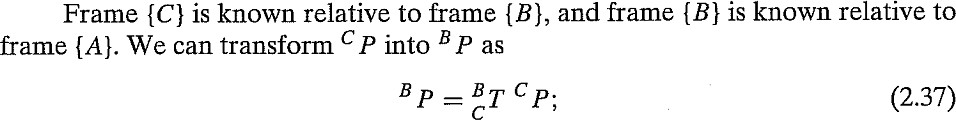 Frame {C} is known relative to frame {B}, and frame {B} is known relative to
frame {A}. We can transform ^C P into ^B P as
^B P = ^B_C T ^C P; (2.37)